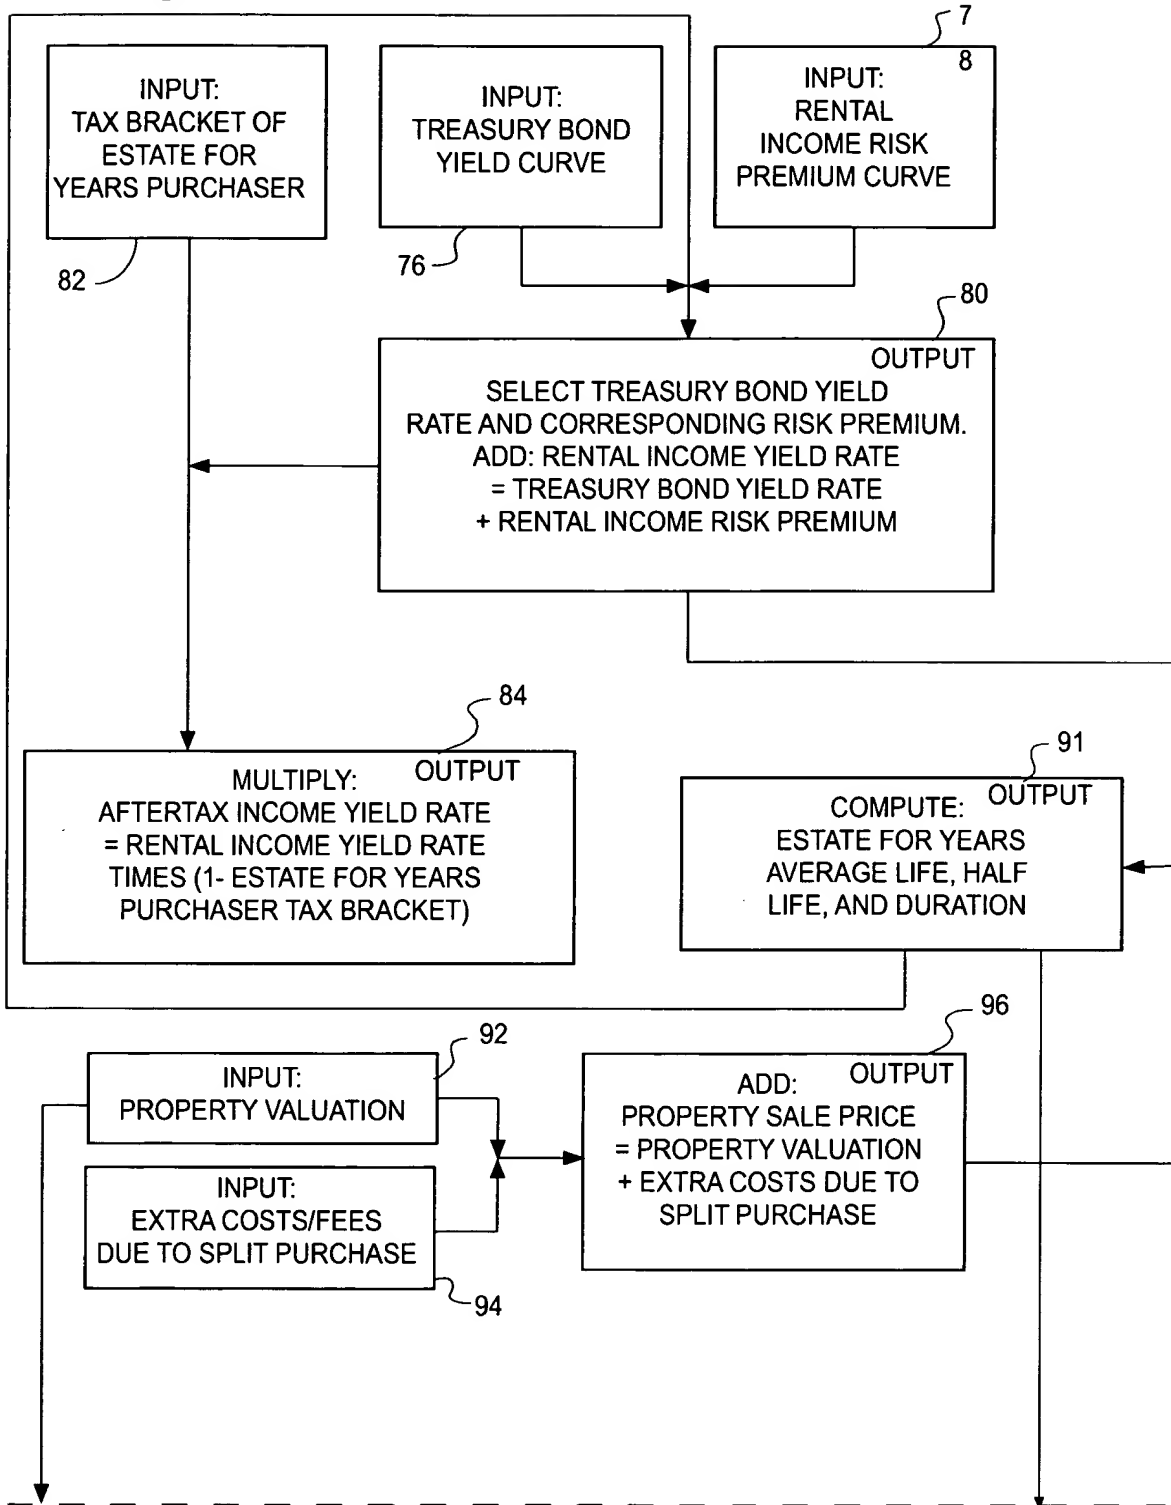 7
8
INPUT:
TAX BRACKET OF
ESTATE FOR
YEARS PURCHASER
82
INPUT:
TREASURY BOND
YIELD CURVE
76
INPUT:
RENTAL
INCOME RISK
PREMIUM CURVE
80
OUTPUT
SELECT TREASURY BOND YIELD
RATE AND CORRESPONDING RISK PREMIUM.
ADD: RENTAL INCOME YIELD RATE
= TREASURY BOND YIELD RATE
+ RENTAL INCOME RISK PREMIUM
84
OUTPUT
MULTIPLY:
AFTERTAX INCOME YIELD RATE
= RENTAL INCOME YIELD RATE
TIMES (1- ESTATE FOR YEARS
PURCHASER TAX BRACKET)
91
OUTPUT
COMPUTE:
ESTATE FOR YEARS
AVERAGE LIFE, HALF
LIFE, AND DURATION
92
INPUT:
PROPERTY VALUATION
INPUT:
EXTRA COSTS/FEES
DUE TO SPLIT PURCHASE
94
96
OUTPUT
ADD:
PROPERTY SALE PRICE
= PROPERTY VALUATION
+ EXTRA COSTS DUE TO
SPLIT PURCHASE